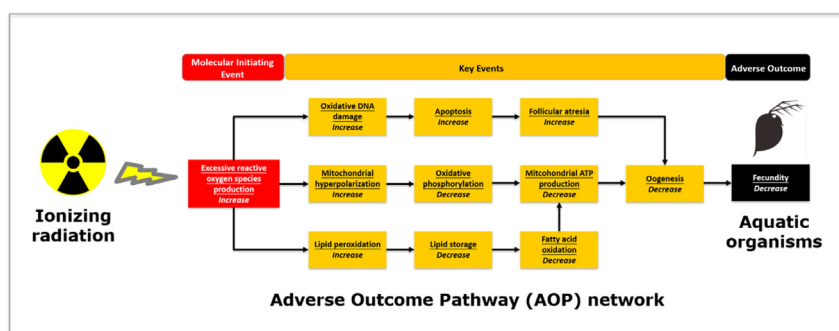 Molecular Initiating
Event
Key Events
Adverse Outcome
Oxidative DNA
damage
Increase
Apoptosis
Increase
Follicular atresia
Increase
Excessive reactive
oxygen species
production
Increase
Mitochondrial
hyperpolarization
Increase
Oxidative
phosphorylation
Decrease
Mitcohondrial ATP
production
Decrease
Oogenesis
Decrease
Fecundity
Decrease
Lipid peroxidation
Increase
Lipid storage
Decrease
Fatty acid
oxidation
Decrease
Ionizing
radiation
Aquatic
organisms
Adverse Outcome Pathway (AOP) network